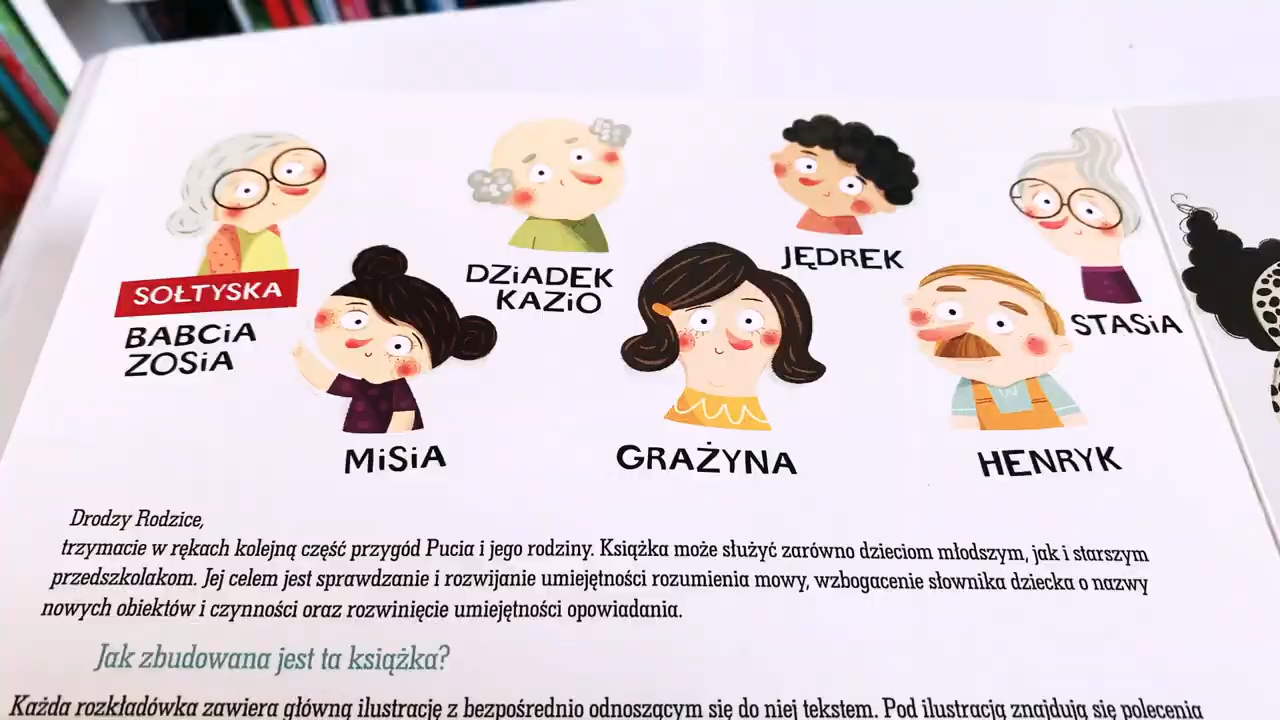 SOŁTYSKA
BABCiA
ZOSiA
DZiADEK
KAZiO
JĘDREK
STASiA
MiSiA
GRAŻYNA
HENRYK
Drodzy Rodzice,
trzymacie w rękach kolejną część przygód Pucia i jego rodziny. Książka może służyć zarówno dzieciom młodszym, jak i starszym
przedszkolakom. Jej celem jest sprawdzanie i rozwijanie umiejętności rozumienia mowy, wzbogacenie słownika dziecka o nazwy
nowych obiektów i czynności oraz rozwinięcie umiejętności opowiadania.
Jak zbudowana jest ta książka?
Każda rozkładówka zawiera główną ilustrację z bezpośrednio odnoszącym się do niej tekstem. Pod ilustracją znajdują się polecenia